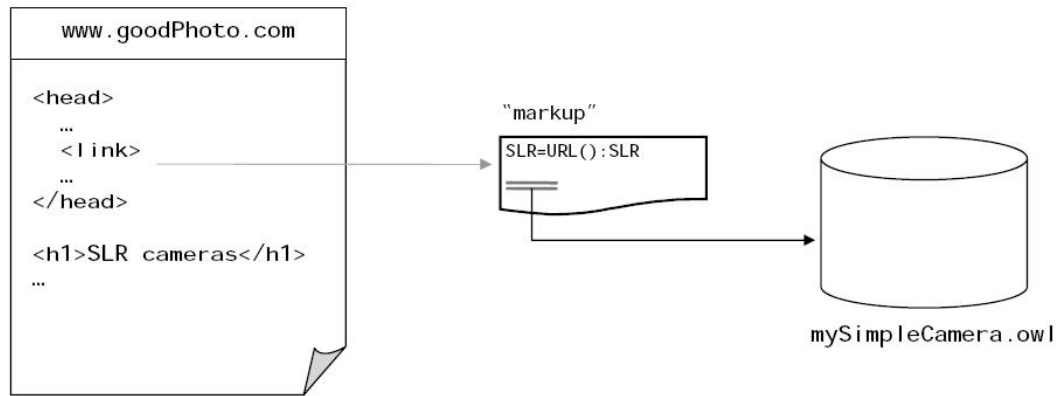 www.goodPhoto.com
<head>
…
<link>
…
</head>
<h1>SLR cameras</h1>
…
"markup"
SLR=URL():SLR
mySimpleCamera.owl